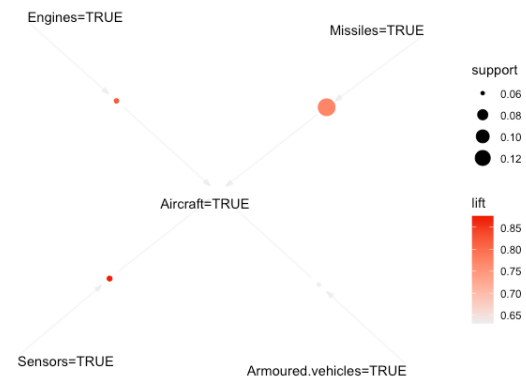 Engines=TRUE
Missiles=TRUE
support
0.06
0.08
0.10
0.12
Aircraft=TRUE
lift
0.85
0.80
0.75
0.70
0.65
Sensors=TRUE
Armoured.vehicles=TRUE